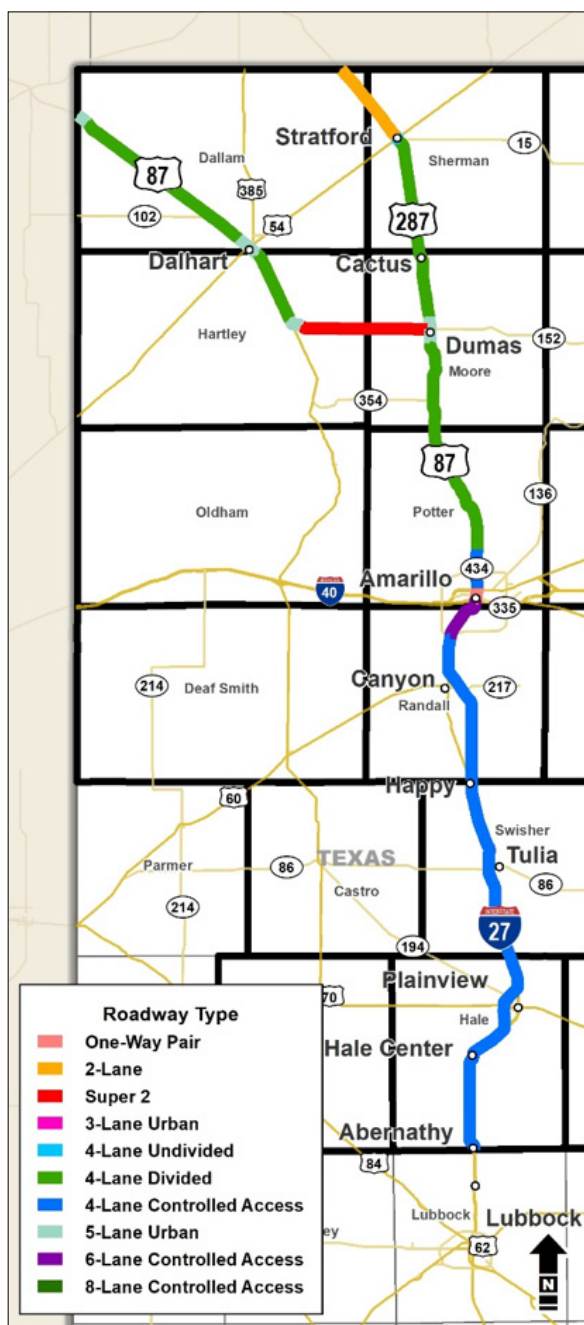 Stratford
15
Dallam
Sherman
87
385
287
102
54
Dalhart
Cactus
Hartley
Dumas
152
Moore
354
87
136
Oldham
Potter
434
Amarillo
40
335
Canyon
214
Deaf Smith
217
Randall
Happy
60
Swisher
Parmer
TEXAS
Tulia
86
86
Castro
214
INTERSTATE
27
194
Plainview
70
Hale
Hale Center
Abernathy
84
Lubbock
Lubbock
ey
62
N
Roadway Type
One-Way Pair
2-Lane
Super 2
3-Lane Urban
4-Lane Undivided
4-Lane Divided
4-Lane Controlled Access
5-Lane Urban
6-Lane Controlled Access
8-Lane Controlled Access